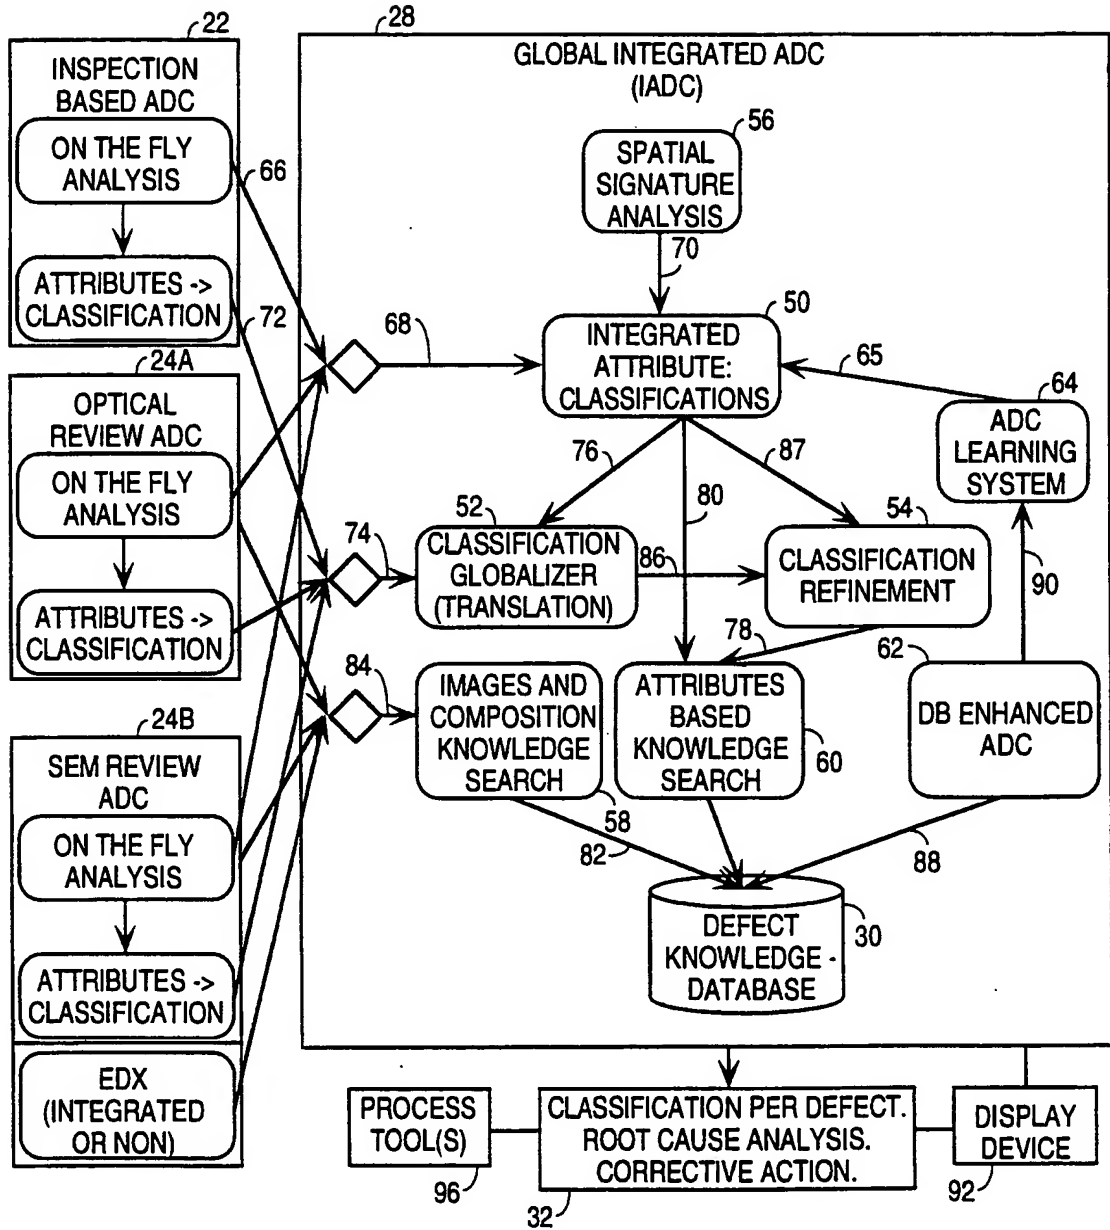 22
INSPECTION
BASED ADC
ON THE FLY
ANALYSIS
ATTRIBUTES ->
CLASSIFICATION
66
72
24A
OPTICAL
REVIEW ADC
ON THE FLY
ANALYSIS
ATTRIBUTES ->
CLASSIFICATION
24B
SEM REVIEW
ADC
ON THE FLY
ANALYSIS
ATTRIBUTES ->
CLASSIFICATION
EDX
(INTEGRATED
OR NON)
28
GLOBAL INTEGRATED ADC
(IADC)
56
SPATIAL
SIGNATURE
ANALYSIS
70
68
50
INTEGRATED
ATTRIBUTE:
CLASSIFICATIONS
65
64
ADC
LEARNING
SYSTEM
76
80
87
90
74
52
CLASSIFICATION
GLOBALIZER
(TRANSLATION)
86
54
CLASSIFICATION
REFINEMENT
78
84
IMAGES AND
COMPOSITION
KNOWLEDGE
SEARCH
58
ATTRIBUTES
BASED
KNOWLEDGE
SEARCH
60
62
DB ENHANCED
ADC
82
88
DEFECT
KNOWLEDGE -
DATABASE
30
PROCESS
TOOL(S)
96
CLASSIFICATION PER DEFECT.
ROOT CAUSE ANALYSIS.
CORRECTIVE ACTION.
32
DISPLAY
DEVICE
92